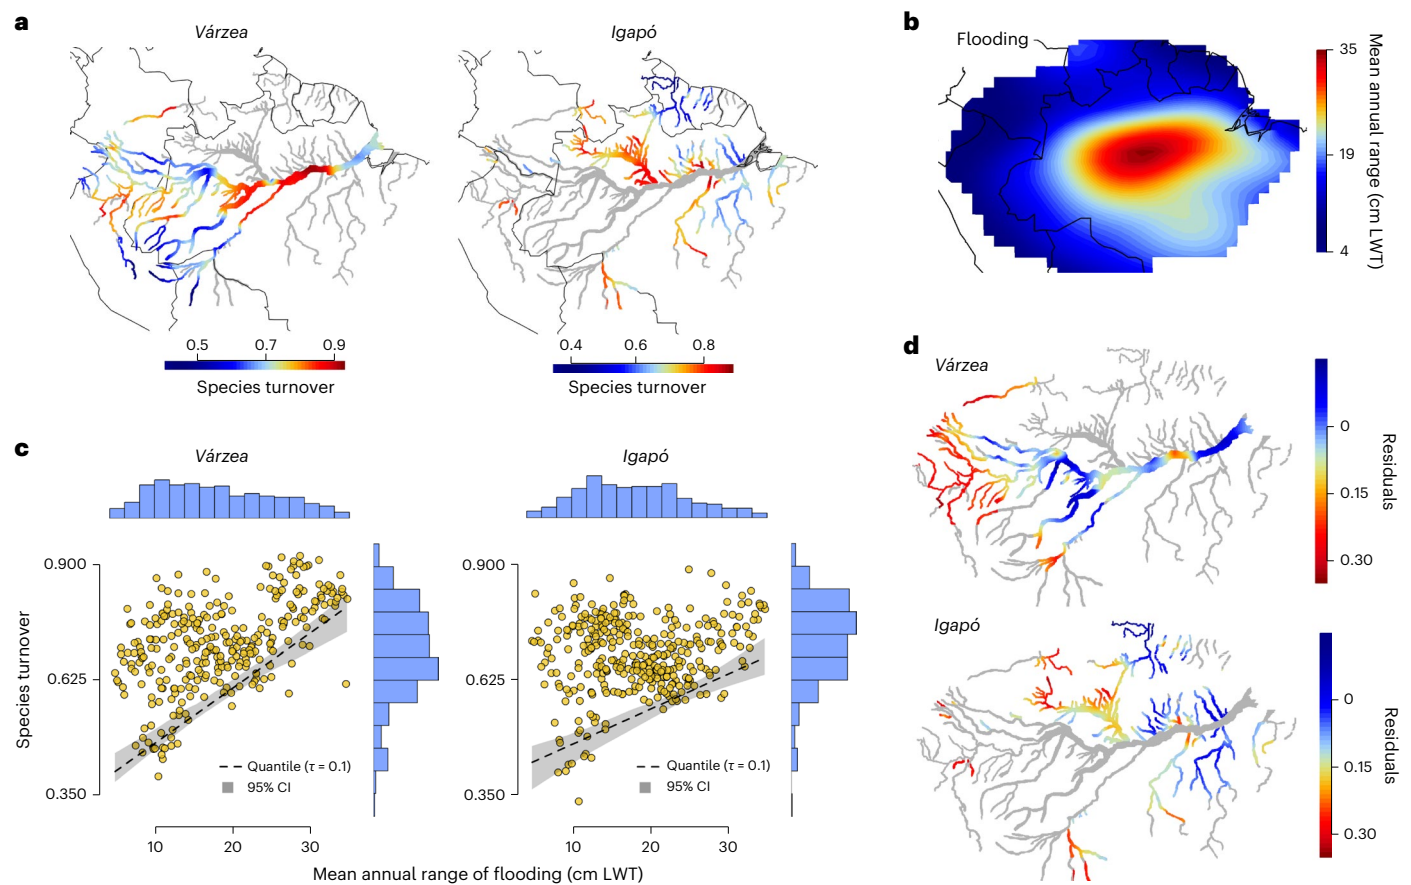 a
Várzea
Igapó
0.5 0.7 0.9
Species turnover
0.4 0.6 0.8
Species turnover
b
Flooding
35
19
4
Mean annual range (cm LWT)
c
Várzea
Igapó
Species turnover
0.900
0.625
0.350
Quantile (τ = 0.1)
95% CI
10 20 30
0.900
0.625
0.350
Quantile (τ = 0.1)
95% CI
10 20 30
Mean annual range of flooding (cm LWT)
d
Várzea
0
0.15
0.30
Residuals
Igapó
0
0.15
0.30
Residuals